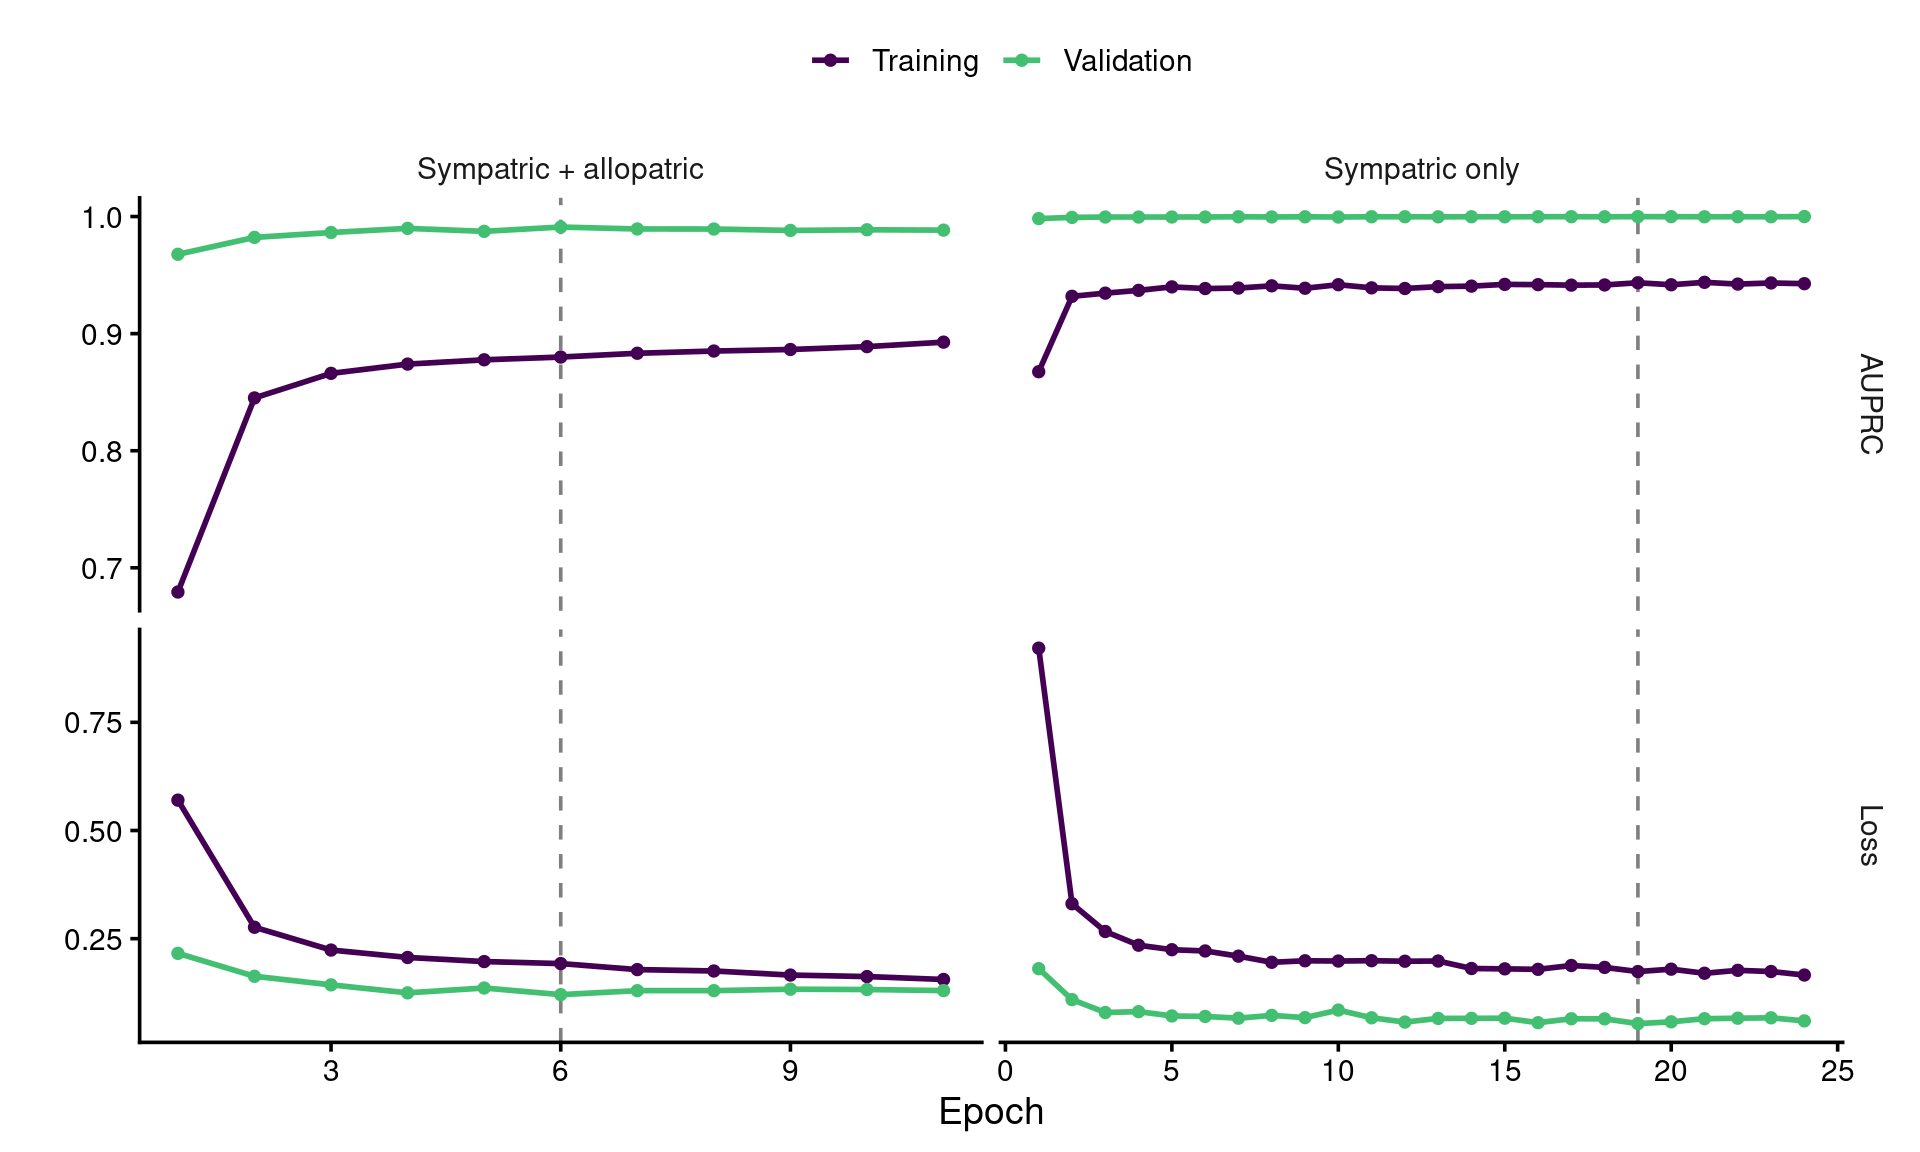 Training Validation
Sympatric + allopatric
Sympatric only
1.0
0.9
0.8
0.7
AUPRC
0.75
0.50
0.25
Loss
3 6 9
0 5 10 15 20 25
Epoch